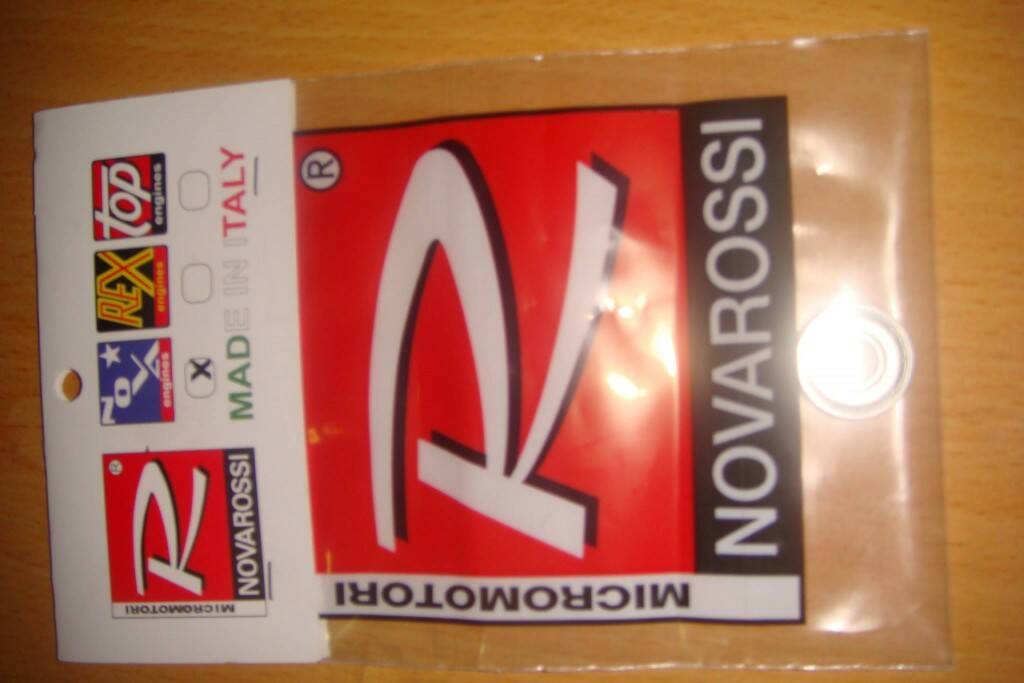 MICROMOTORI
R®
NOVAROSSI
NOVA
engines
REX
engines
top
engines
X
MADE IN ITALY
MICROMOTORI
R®
NOVAROSSI